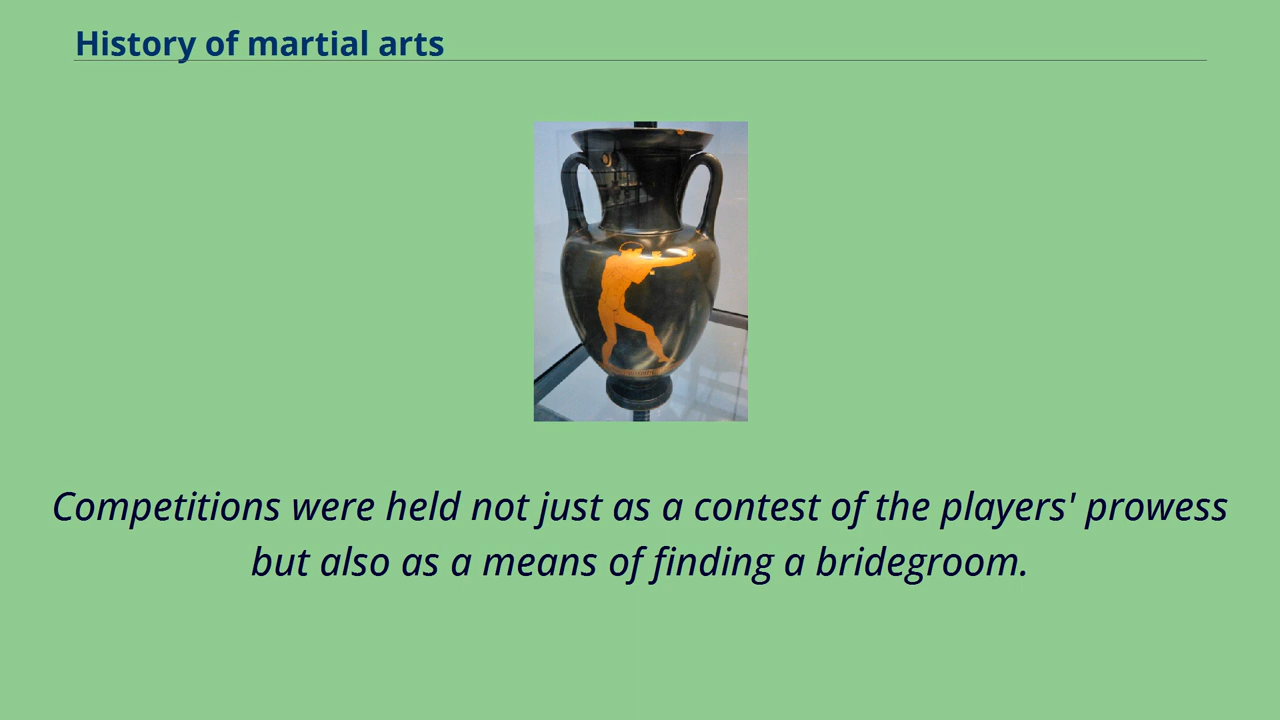 History of martial arts
Competitions were held not just as a contest of the players' prowess
but also as a means of finding a bridegroom.